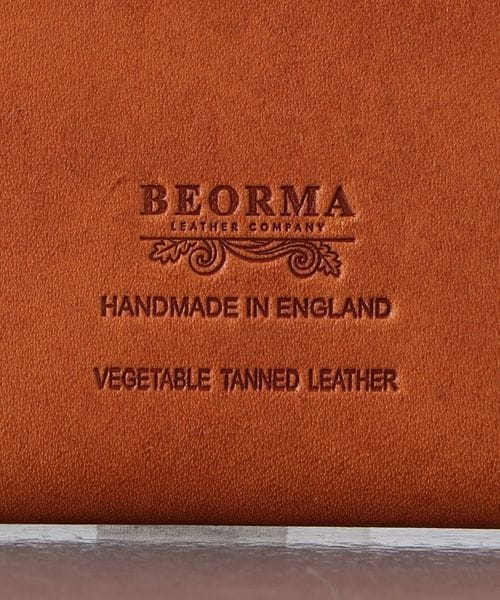 BEORMA
LEATHER COMPANY
HANDMADE IN ENGLAND
VEGETABLE TANNED LEATHER